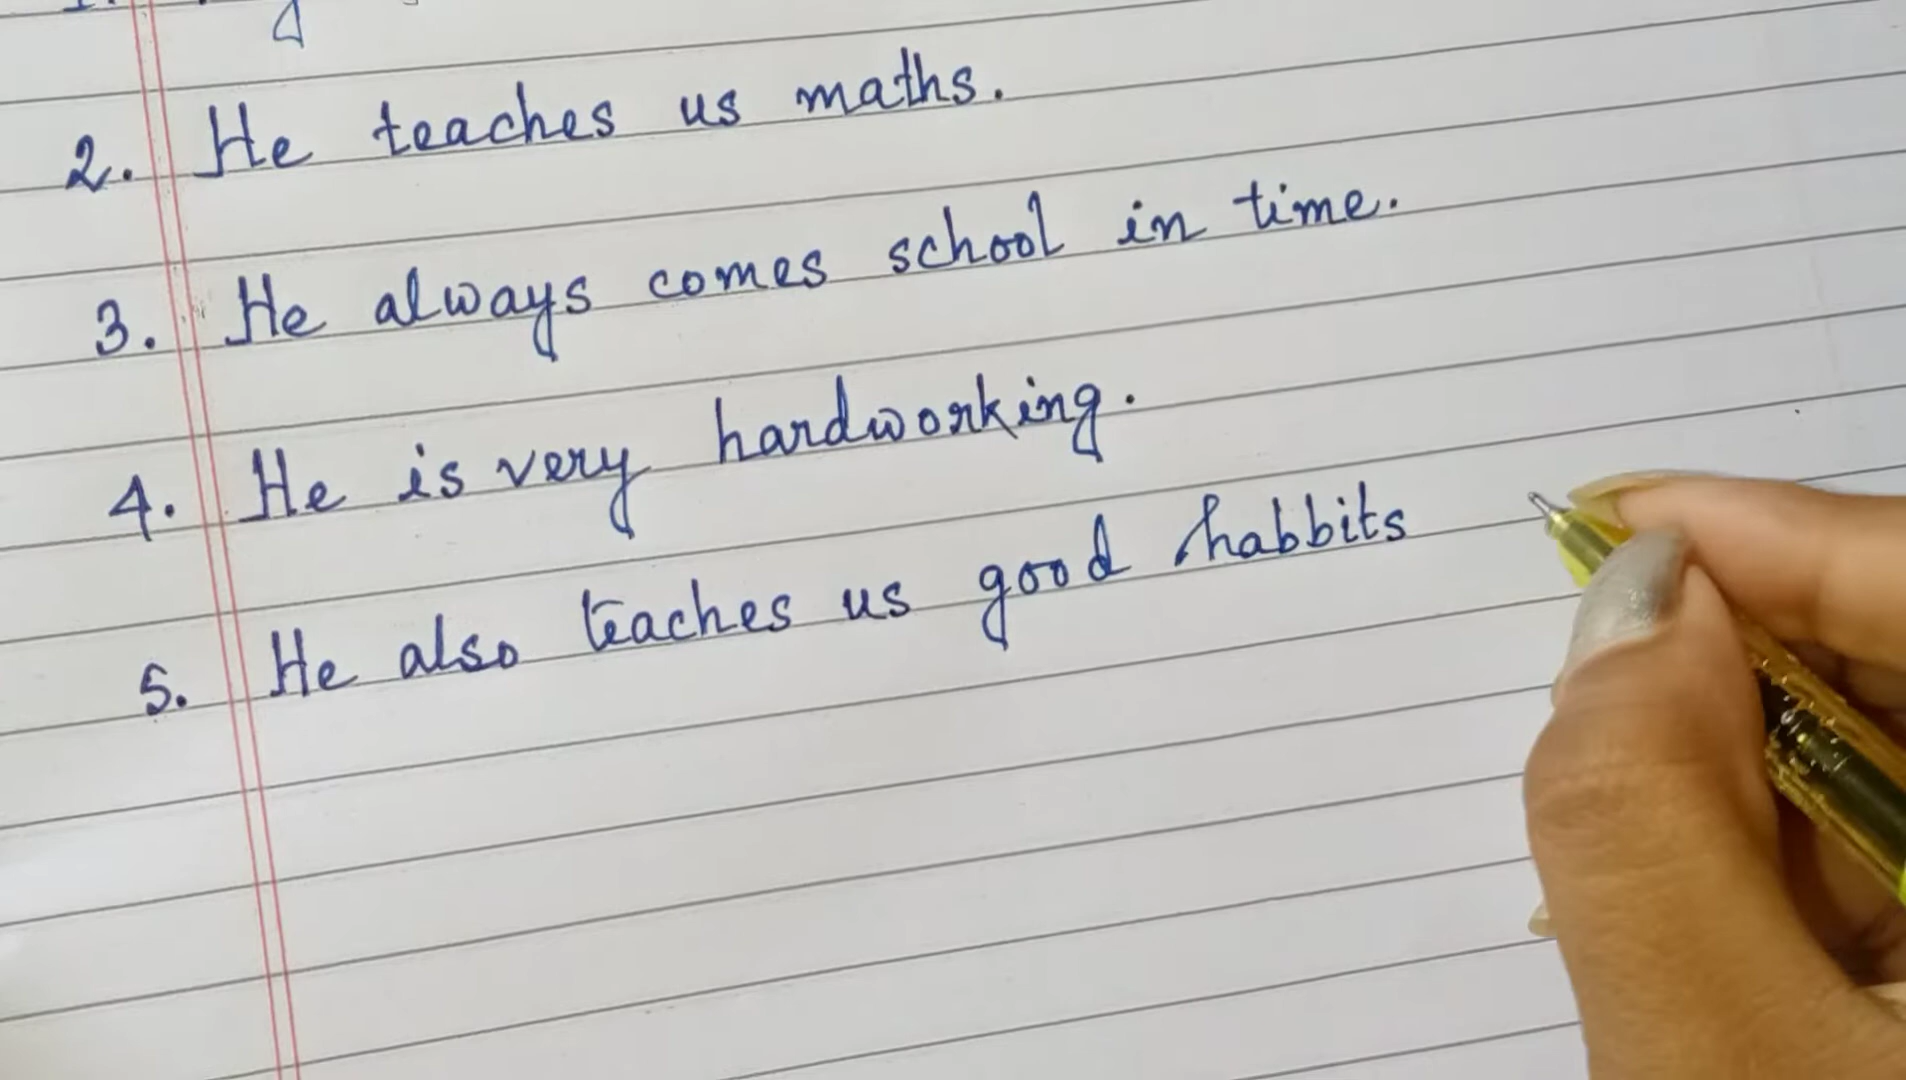 2. He teaches us maths.
3. He always comes school in time.
4. He is very hardworking.
5. He also teaches us good habbits